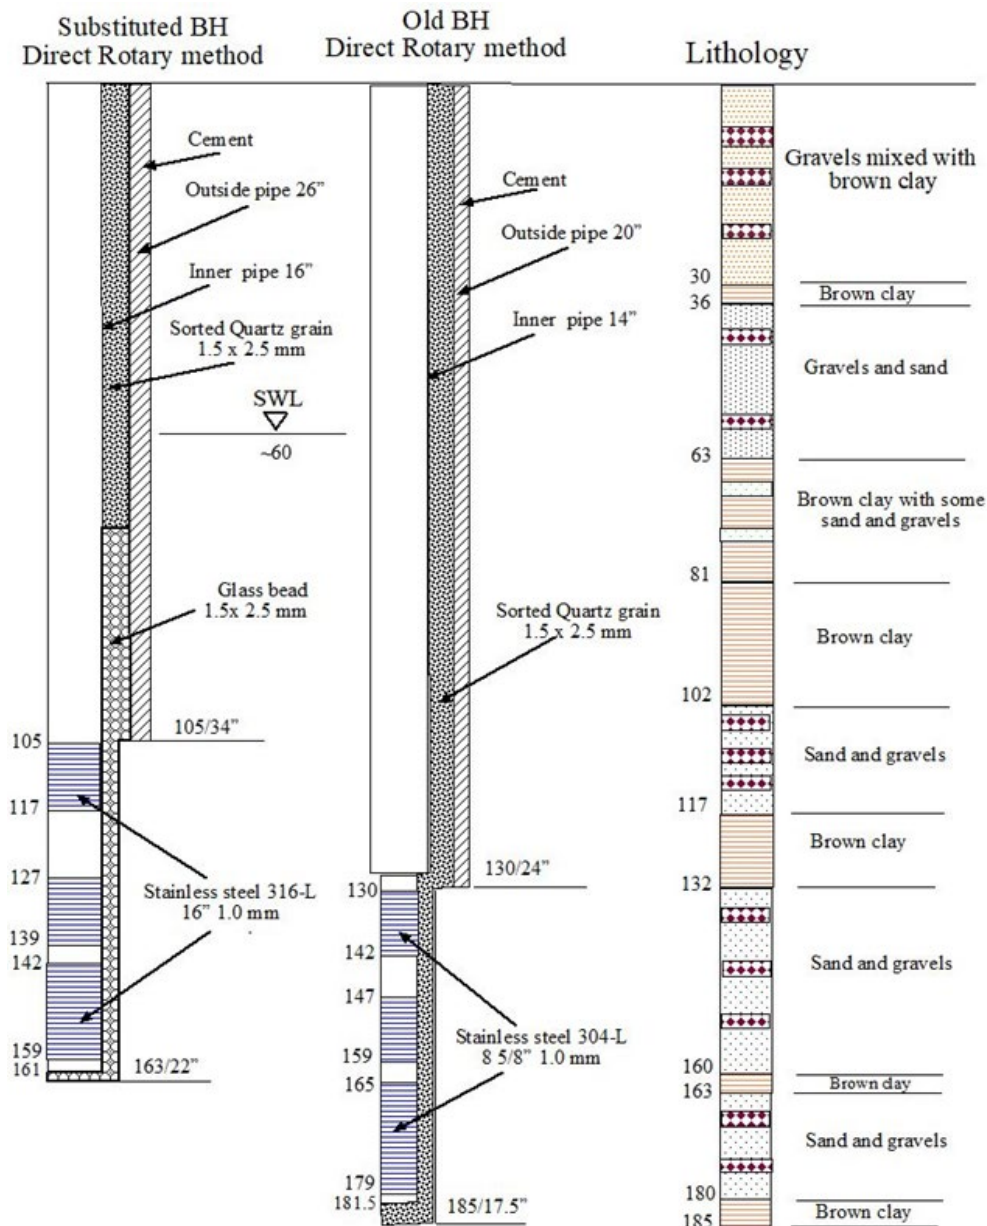 Substituted BH
Direct Rotary method
Old BH
Direct Rotary method
Lithology
Cement
Outside pipe 26”
Inner pipe 16”
Sorted Quartz grain
1.5 x 2.5 mm
SWL
~60
Glass bead
1.5x 2.5 mm
105/34”
105
117
127
139
142
159
161
Stainless steel 316-L
16” 1.0 mm
163/22”
Cement
Outside pipe 20”
Inner pipe 14”
Sorted Quartz grain
1.5 x 2.5 mm
130/24”
130
142
147
159
165
179
181.5
Stainless steel 304-L
8 5/8” 1.0 mm
185/17.5”
Gravels mixed with
brown clay
30
Brown clay
36
Gravels and sand
63
Brown clay with some
sand and gravels
81
Brown clay
102
Sand and gravels
117
Brown clay
132
Sand and gravels
160
Brown clay
163
Sand and gravels
180
Brown clay
185